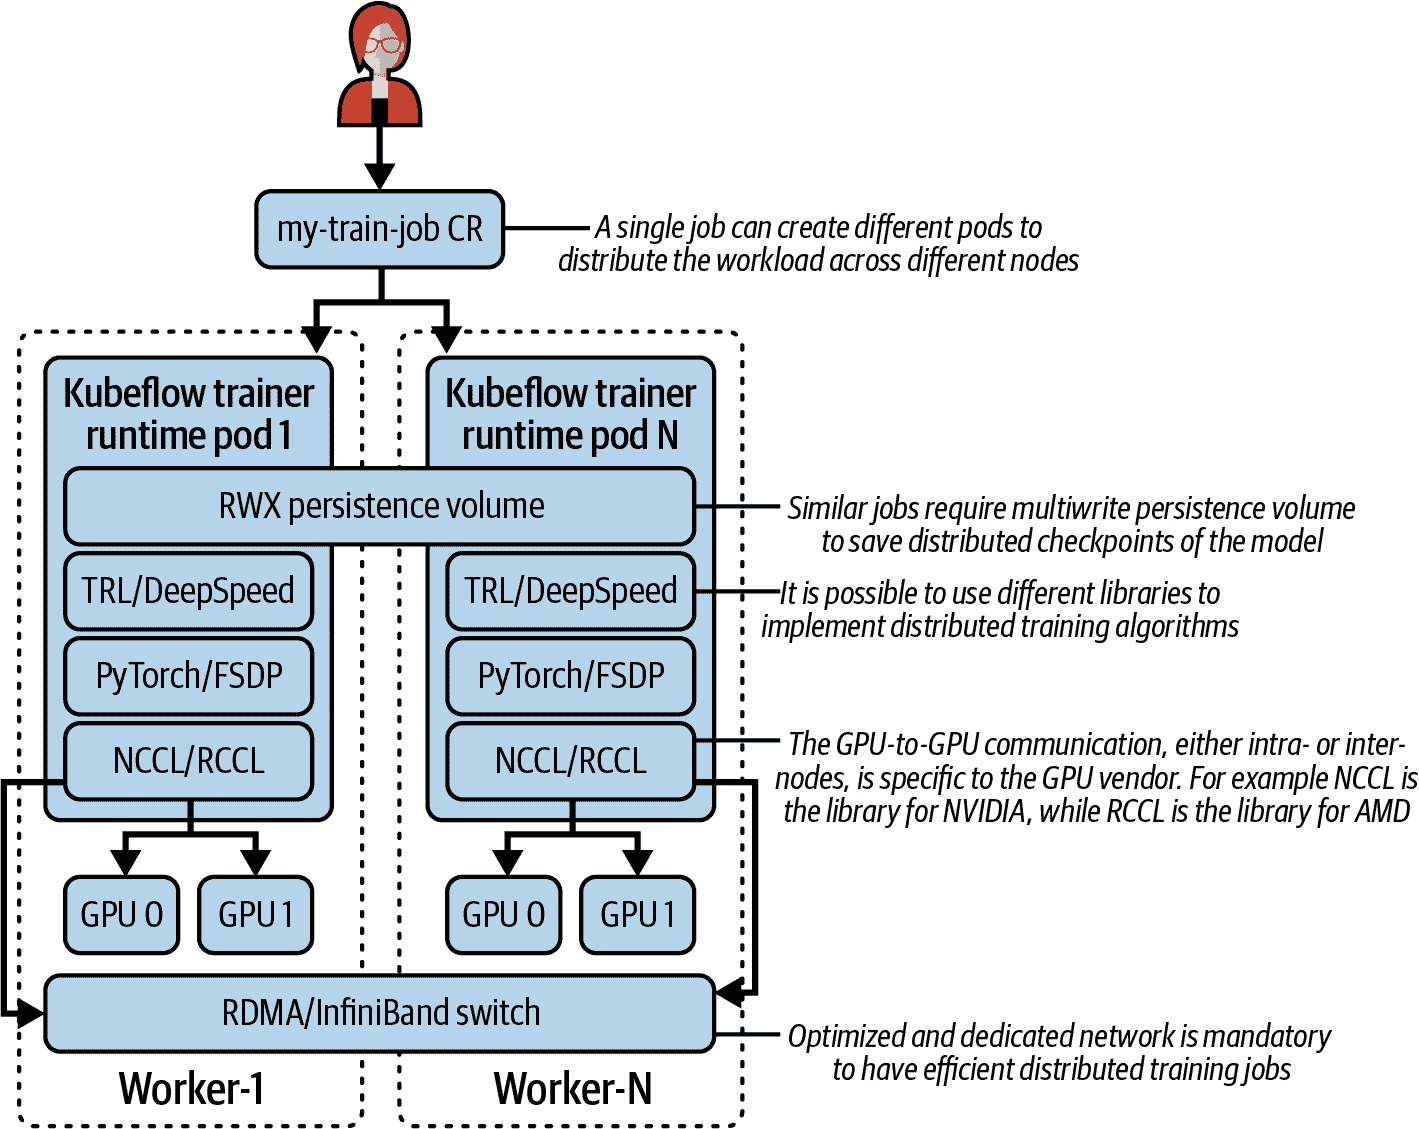 my-train-job CR
A single job can create different pods to
distribute the workload across different nodes
Kubeflow trainer
runtime pod 1
Kubeflow trainer
runtime pod N
RWX persistence volume
Similar jobs require multiwrite persistence volume
to save distributed checkpoints of the model
TRL/DeepSpeed
TRL/DeepSpeed
It is possible to use different libraries to
implement distributed training algorithms
PyTorch/FSDP
PyTorch/FSDP
NCCL/RCCL
NCCL/RCCL
The GPU-to-GPU communication, either intra- or inter-
nodes, is specific to the GPU vendor. For example NCCL is
the library for NVIDIA, while RCCL is the library for AMD
GPU 0
GPU 1
GPU 0
GPU 1
RDMA/InfiniBand switch
Optimized and dedicated network is mandatory
to have efficient distributed training jobs
Worker-1
Worker-N